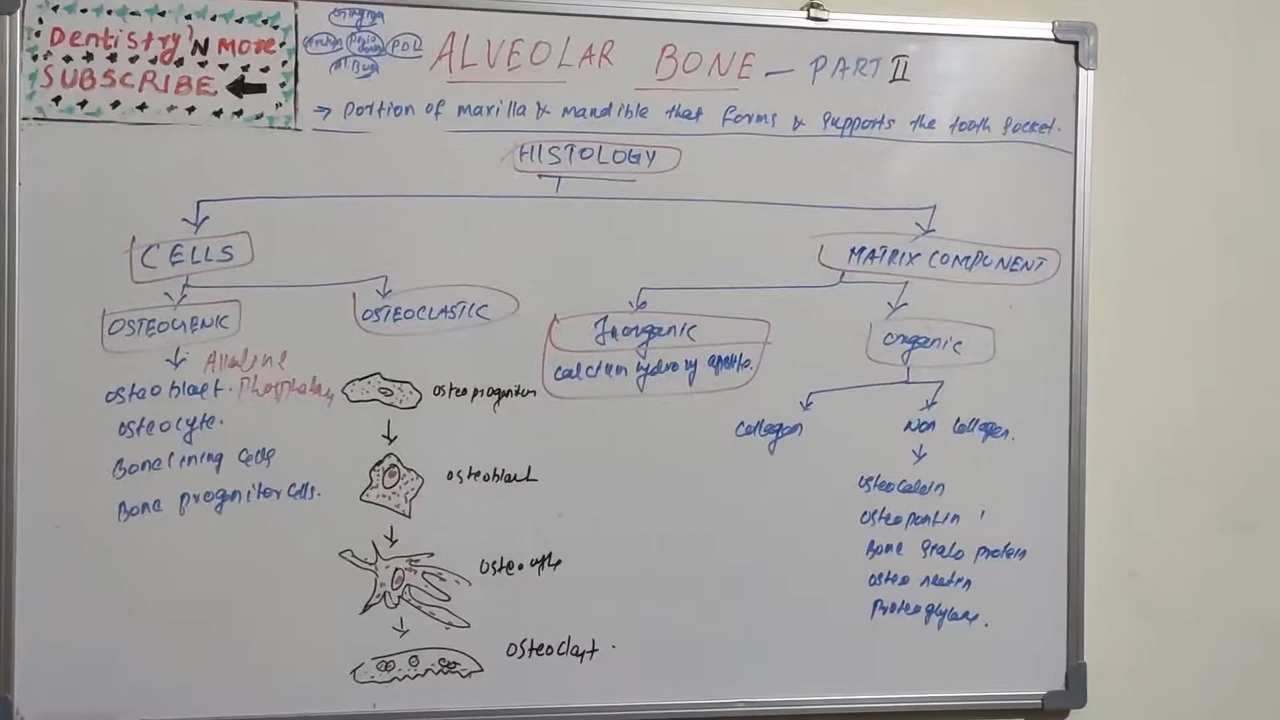 Dentistry'N More
SUBSCRIBE
PDL
ALVEOLAR BONE - PART II
→ portion of maxilla & mandible that forms & supports the tooth socket.
HISTOLOGY
CELLS
MATRIX COMPONENT
OSTEOGENIC
OSTEOCLASTIC
Inorganic
calcium hydroxy apatite.
organic
Alkaline
osteoblast. Phosphatase
osteocyte.
Bone lining cells
Bone prognitor cells.
osteoprogenitor
osteoblast
osteocyte
osteoclast.
collagen
Non collagen.
osteocalcin
osteopontin
Bone sialo protein
osteo nectin
Proteoglycans.